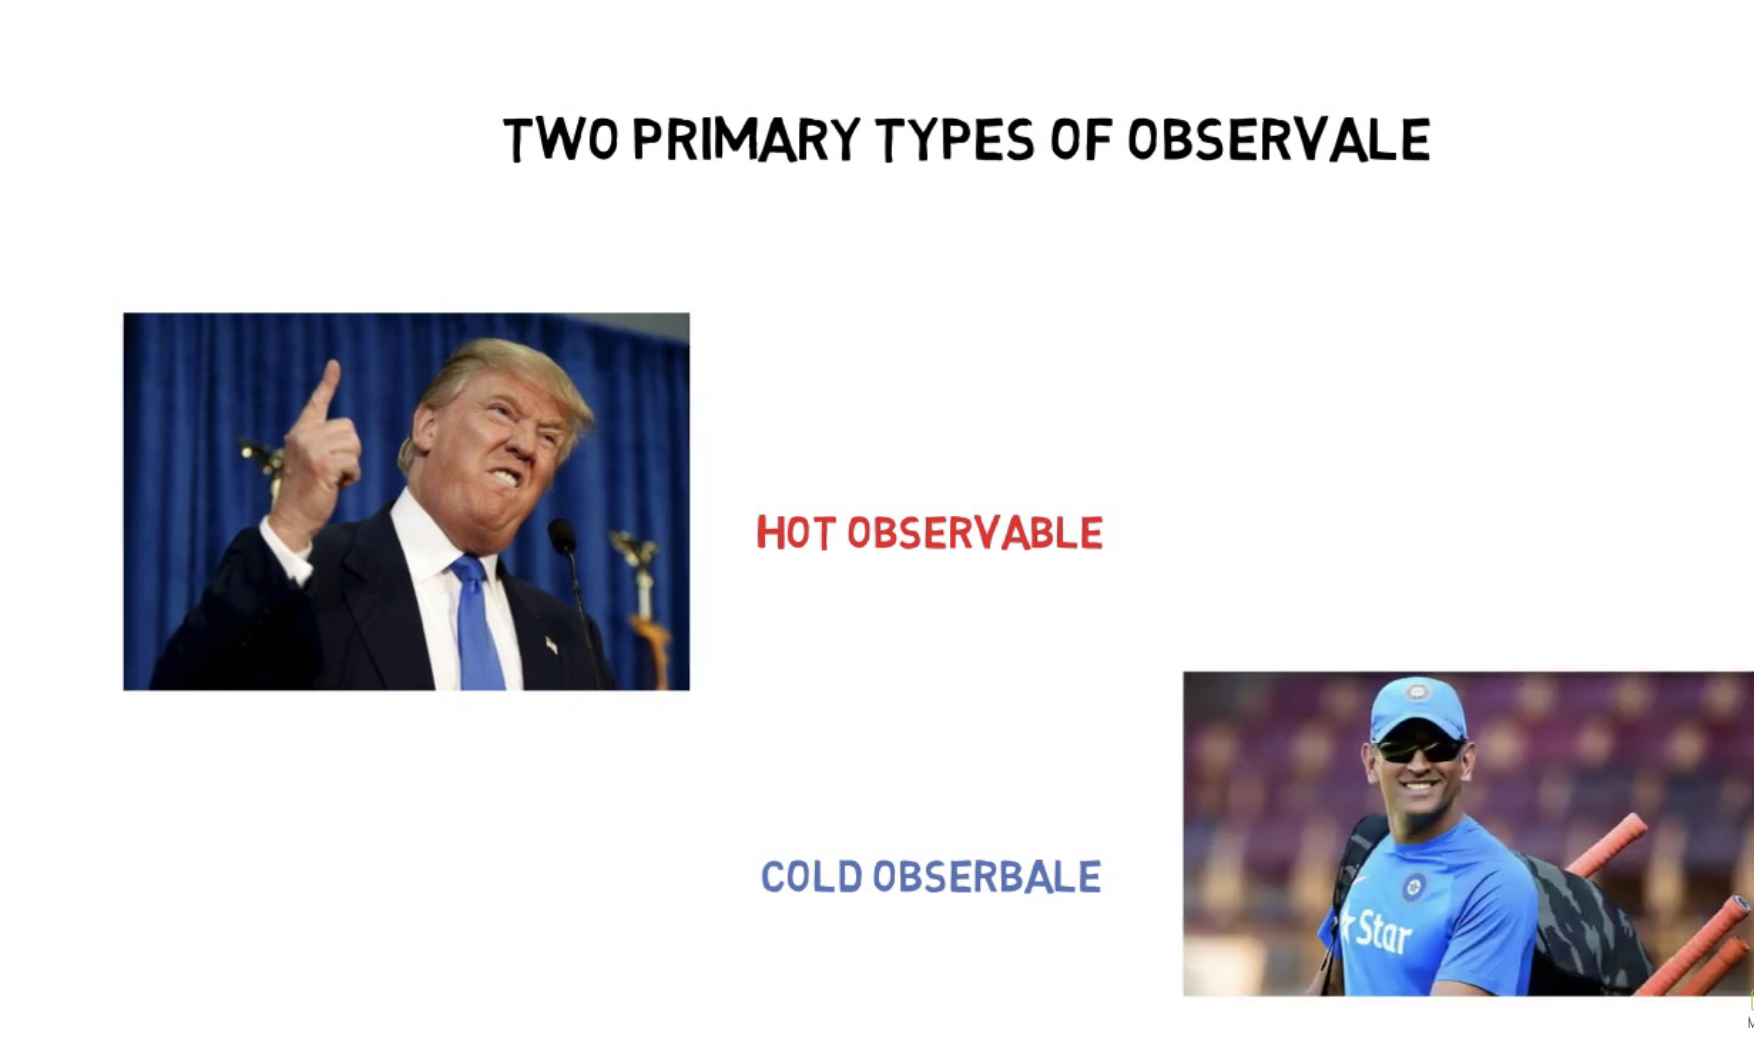 TWO PRIMARY TYPES OF OBSERVALE
HOT OBSERVABLE
COLD OBSERBALE
Star
M